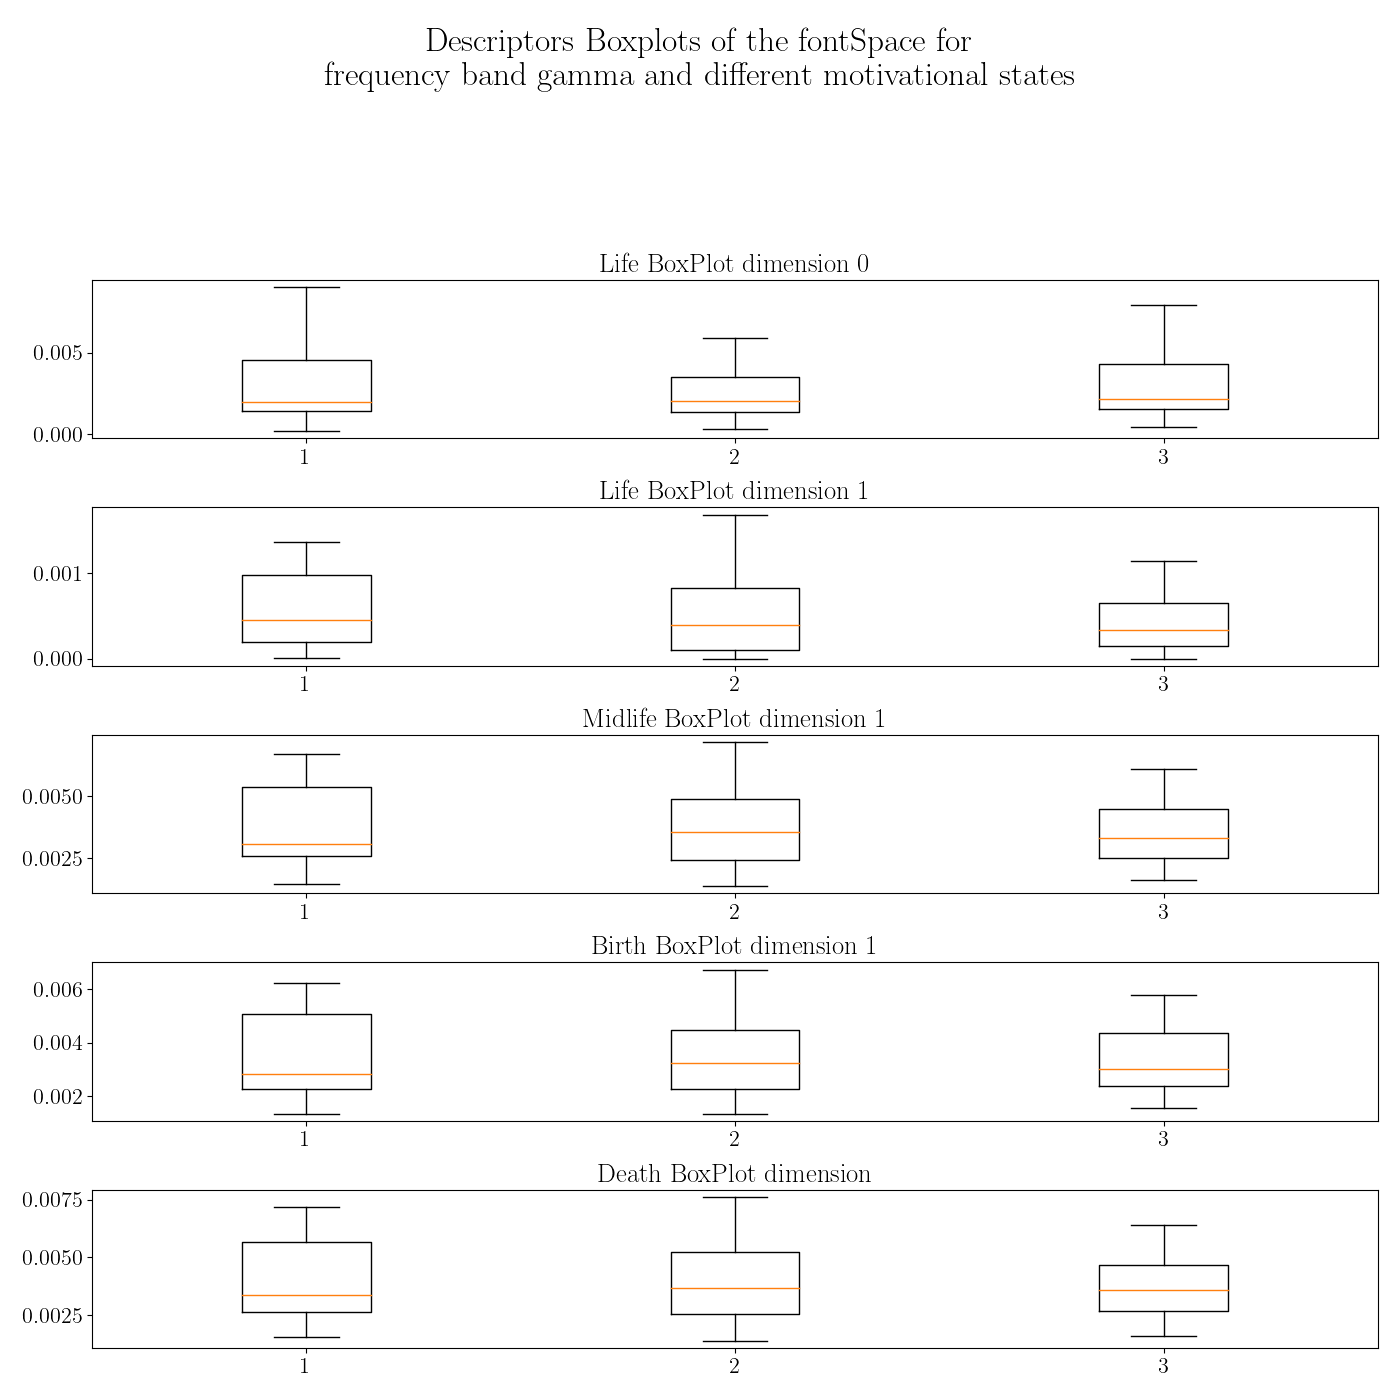 Descriptors Boxplots of the fontSpace for
frequency band gamma and different motivational states
Life BoxPlot dimension 0
0.005
0.000
1 2 3
Life BoxPlot dimension 1
0.001
0.000
1 2 3
Midlife BoxPlot dimension 1
0.0050
0.0025
1 2 3
Birth BoxPlot dimension 1
0.006
0.004
0.002
1 2 3
Death BoxPlot dimension
0.0075
0.0050
0.0025
1 2 3